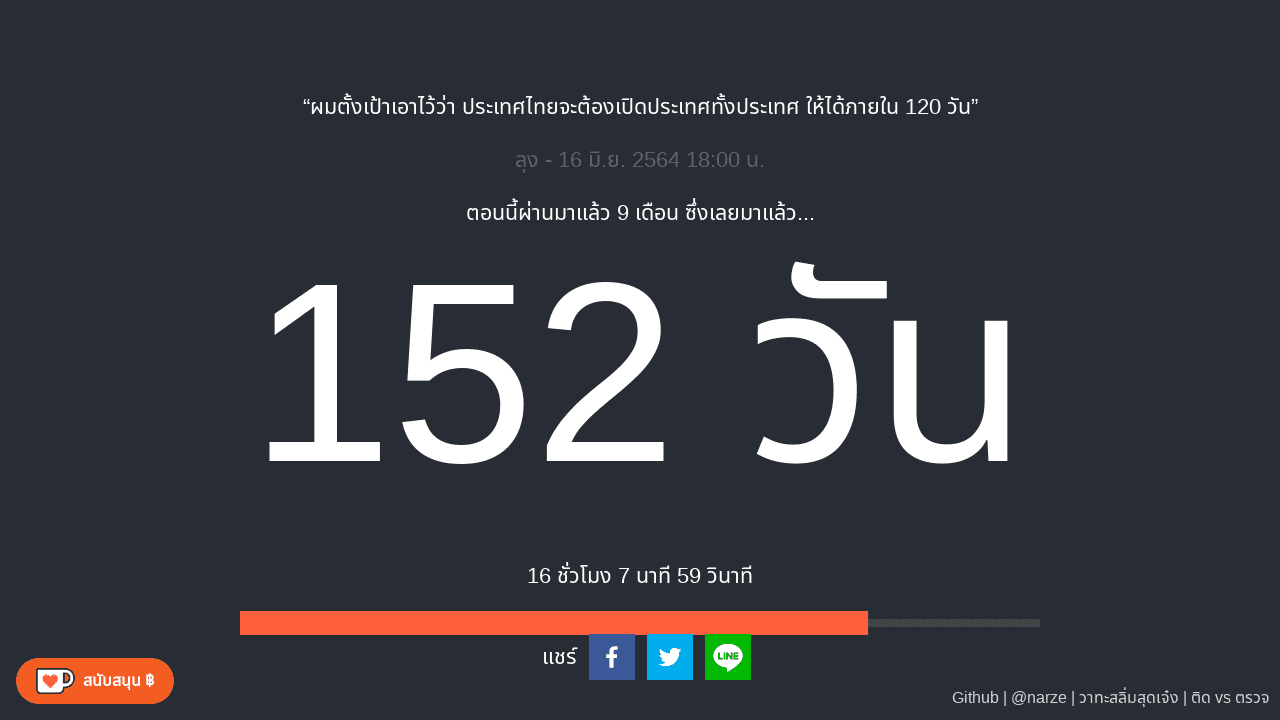 “ผมตั้งเป้าเอาไว้ว่า ประเทศไทยจะต้องเปิดประเทศทั้งประเทศ ให้ได้ภายใน 120 วัน”
ลุง - 16 มิ.ย. 2564 18:00 น.
ตอนนี้ผ่านมาแล้ว 9 เดือน ซึ่งเลยมาแล้ว...
152 วัน
16 ชั่วโมง 7 นาที 59 วินาที
แชร์
LINE
สนับสนุน ฿
Github | @narze | วาทะสลิ่มสุดเจ๋ง | ติด vs ตรวจ